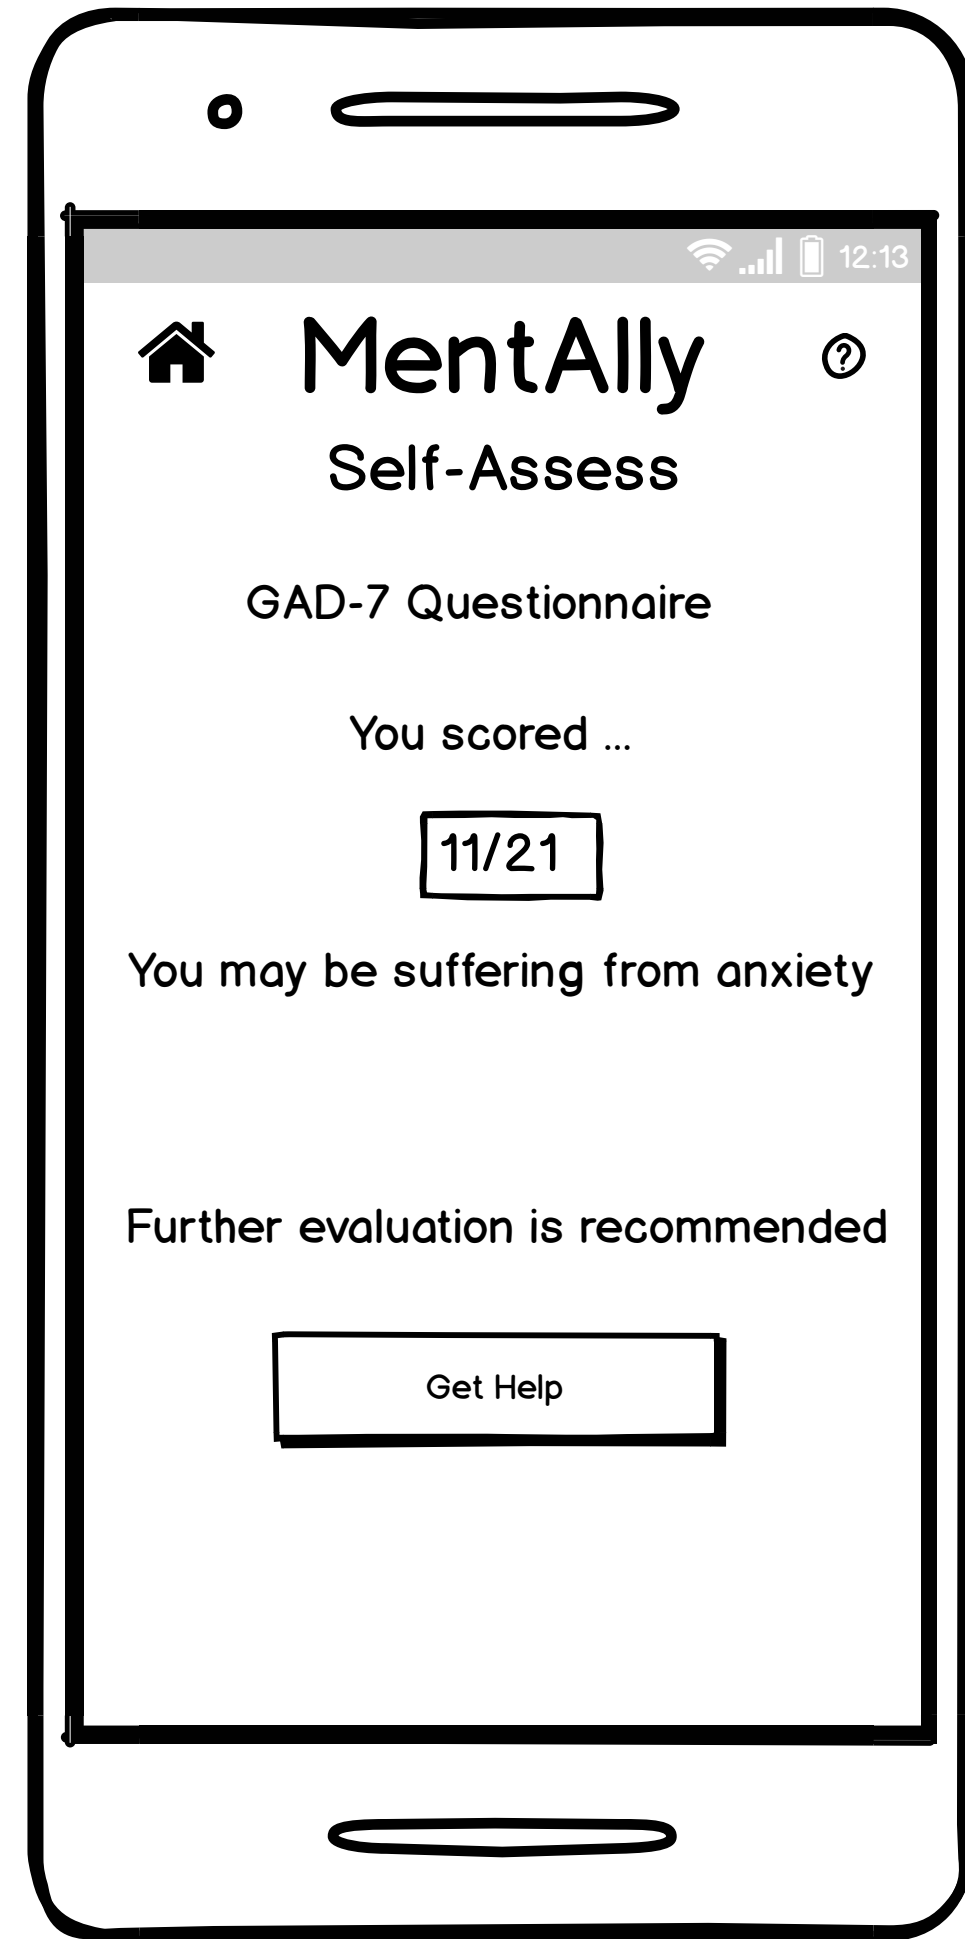 12:13
MentAlly
?
Self-Assess
GAD-7 Questionnaire
You scored ...
11/21
You may be suffering from anxiety
Further evaluation is recommended
Get Help